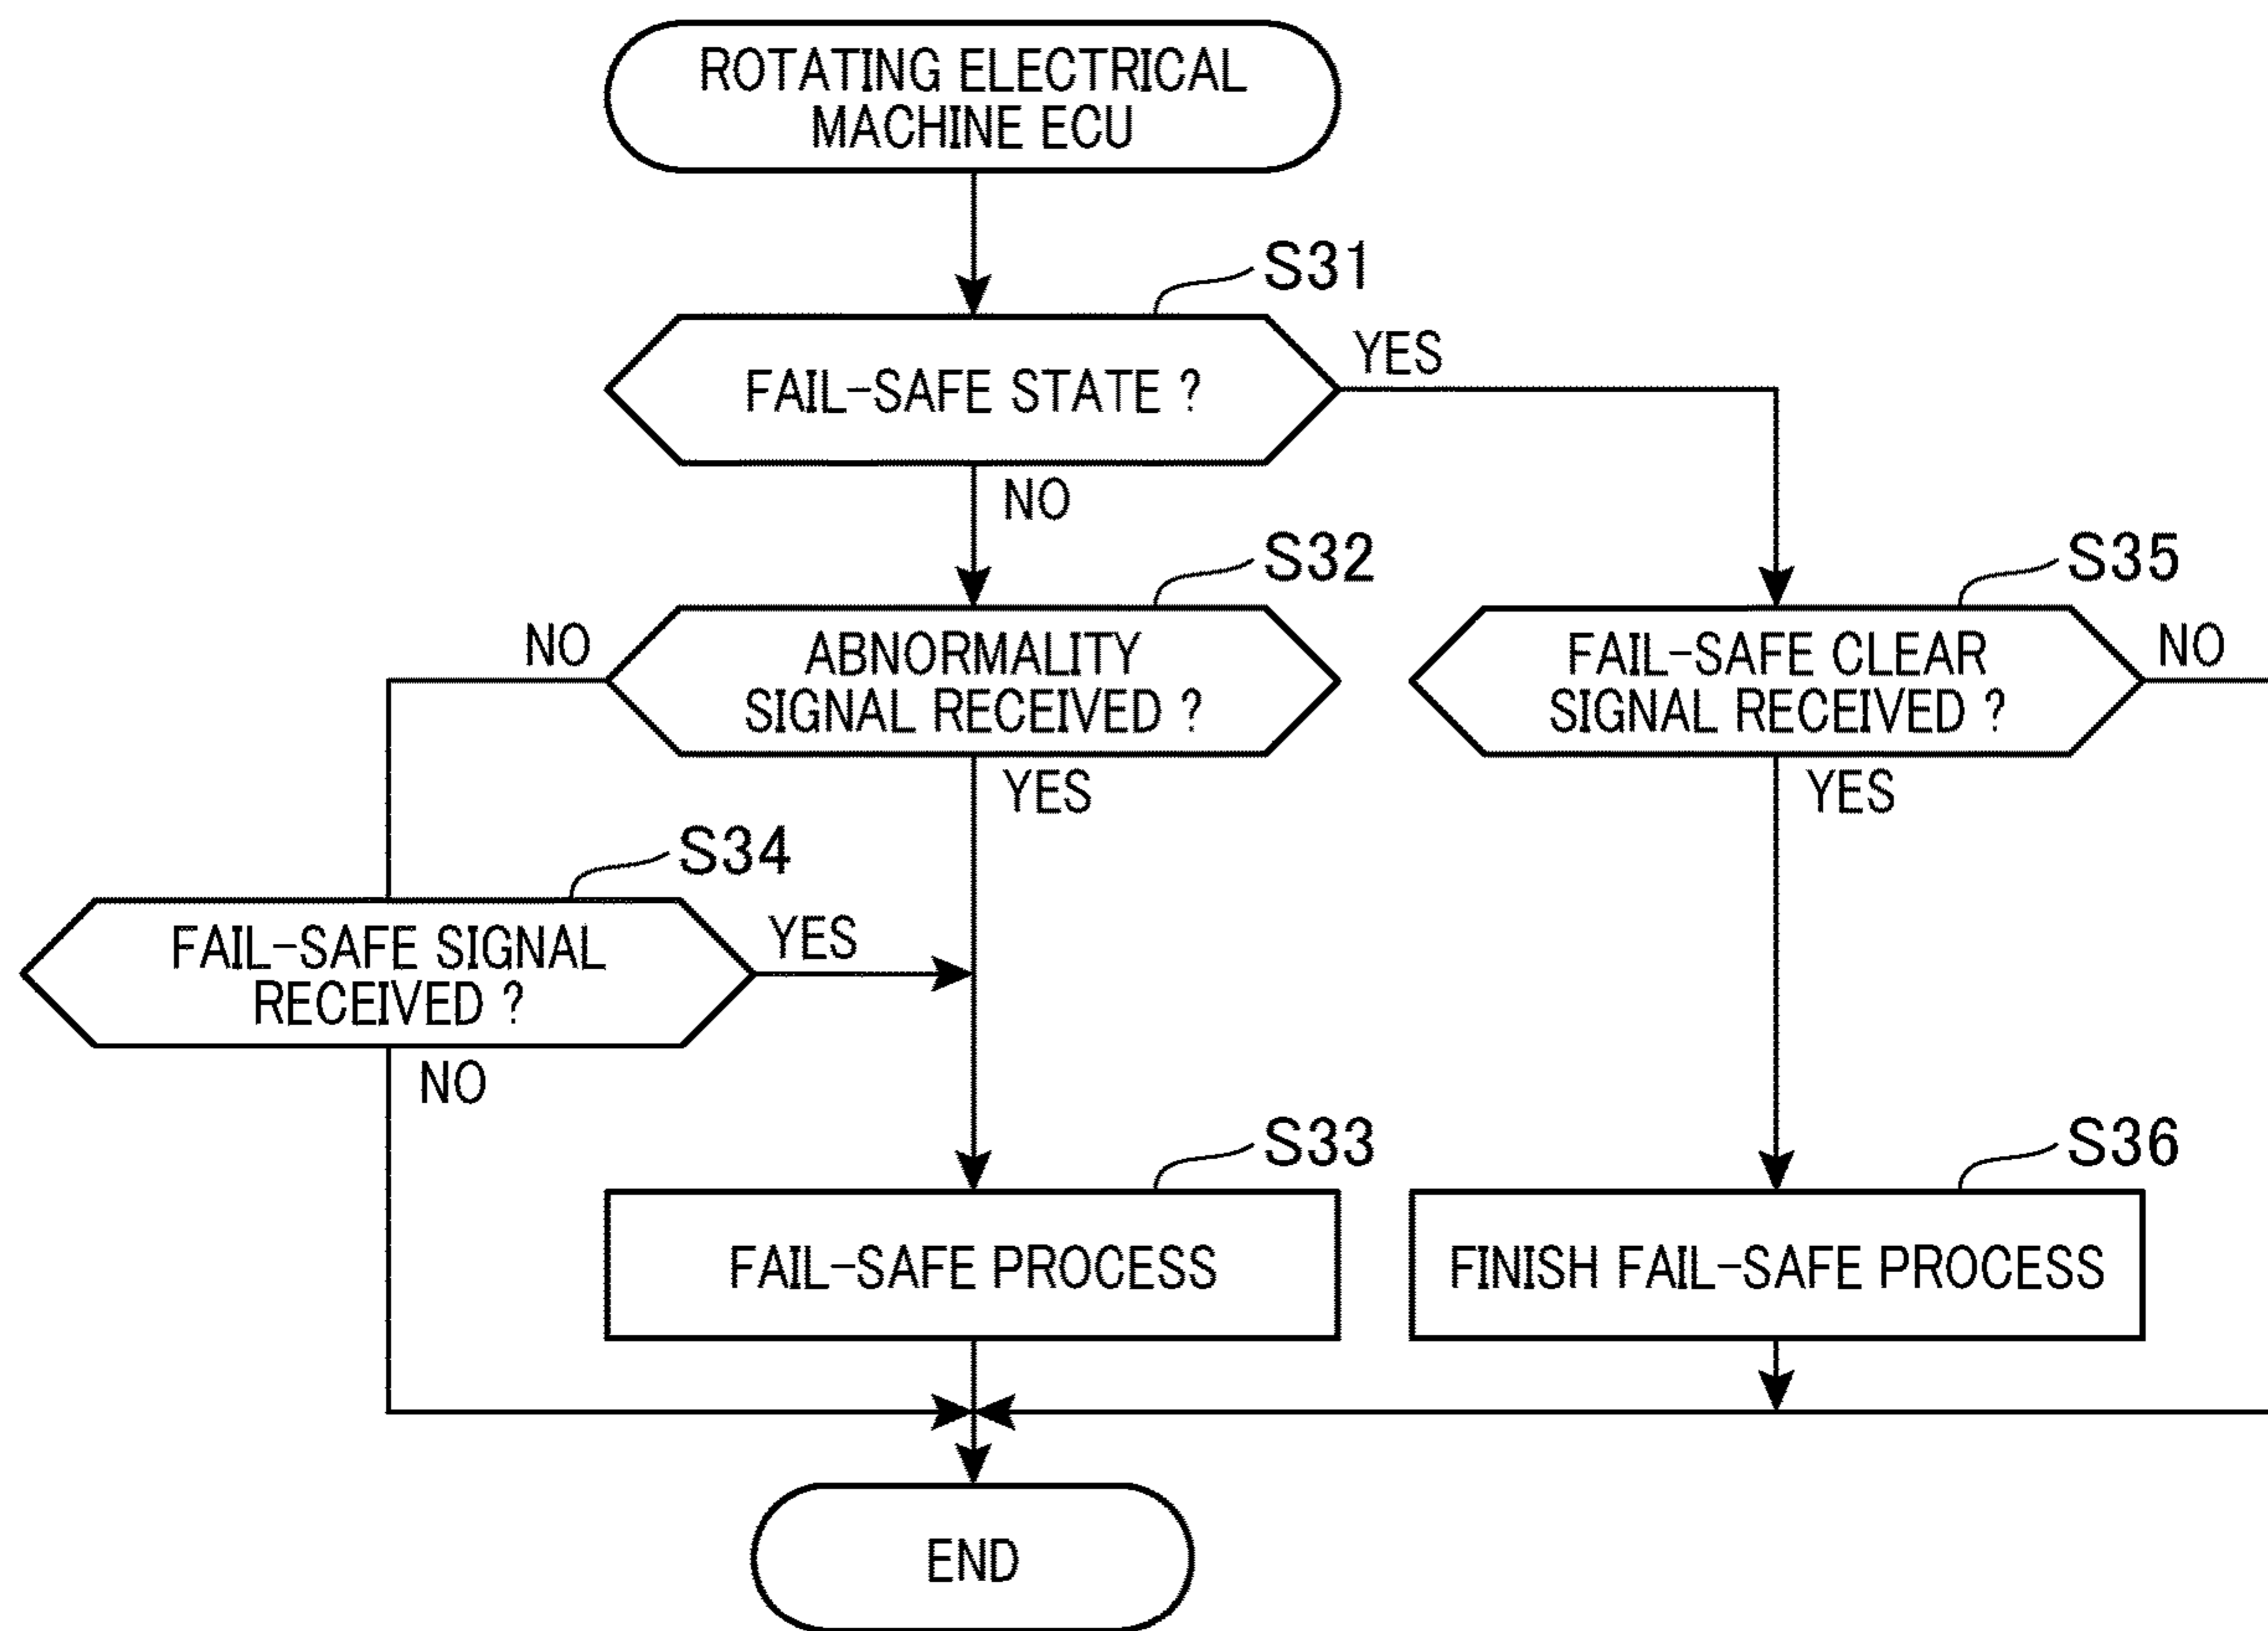 ROTATING ELECTRICAL
MACHINE ECU
S31
FAIL-SAFE STATE ?
YES
NO
S32
ABNORMALITY
SIGNAL RECEIVED ?
NO
YES
S35
FAIL-SAFE CLEAR
SIGNAL RECEIVED ?
NO
YES
S34
FAIL-SAFE SIGNAL
RECEIVED ?
YES
NO
S33
FAIL-SAFE PROCESS
S36
FINISH FAIL-SAFE PROCESS
END